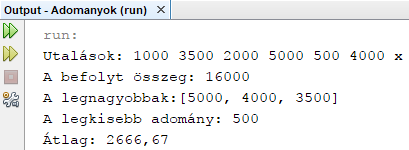 Output - Adomanyok (run)
run:
Utalások: 1000 3500 2000 5000 500 4000 x
A befolyt összeg: 16000
A legnagyobbak:[5000, 4000, 3500]
A legkisebb adomány: 500
Átlag: 2666,67